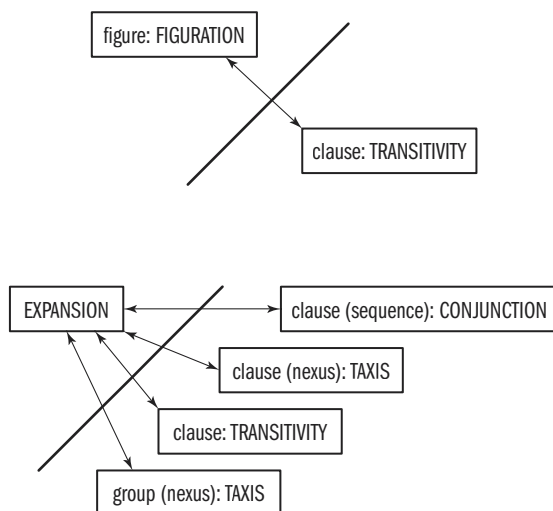 figure: FIGURATION
clause: TRANSITIVITY
EXPANSION
clause (sequence): CONJUNCTION
clause (nexus): TAXIS
clause: TRANSITIVITY
group (nexus): TAXIS